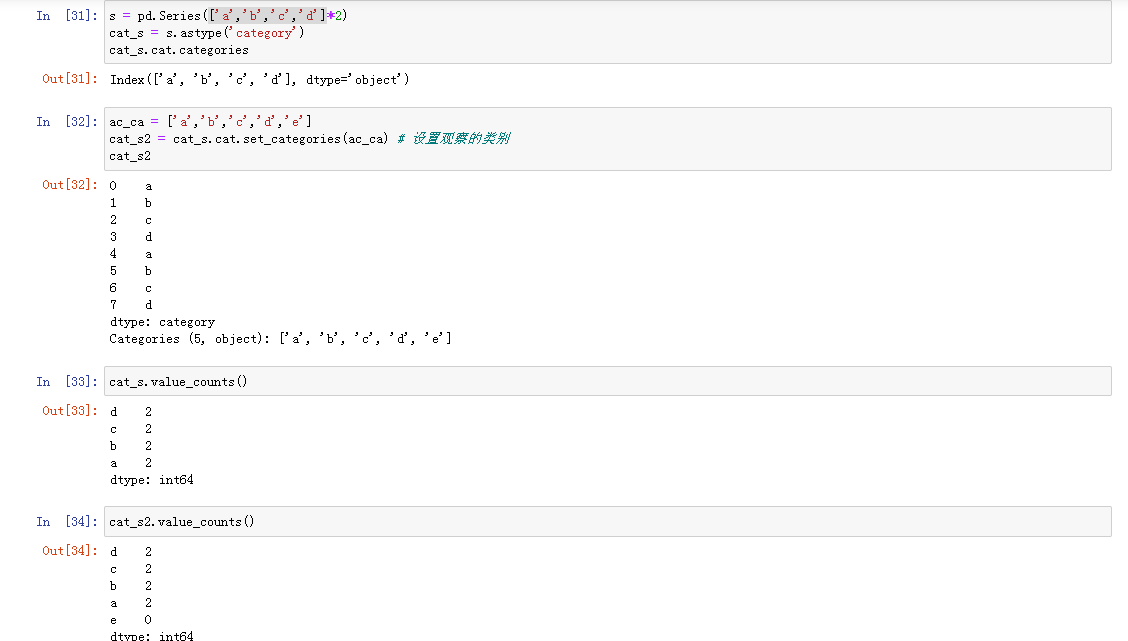 In [31]: s = pd.Series(['a','b','c','d']*2)
cat_s = s.astype('category')
cat_s.cat.categories
Out[31]: Index(['a', 'b', 'c', 'd'], dtype='object')
In [32]: ac_ca = ['a','b','c','d','e']
cat_s2 = cat_s.cat.set_categories(ac_ca) # 设置观察的类别
cat_s2
Out[32]: 0 a
1 b
2 c
3 d
4 a
5 b
6 c
7 d
dtype: category
Categories (5, object): ['a', 'b', 'c', 'd', 'e']
In [33]: cat_s.value_counts()
Out[33]: d 2
c 2
b 2
a 2
dtype: int64
In [34]: cat_s2.value_counts()
Out[34]: d 2
c 2
b 2
a 2
e 0
dtype: int64